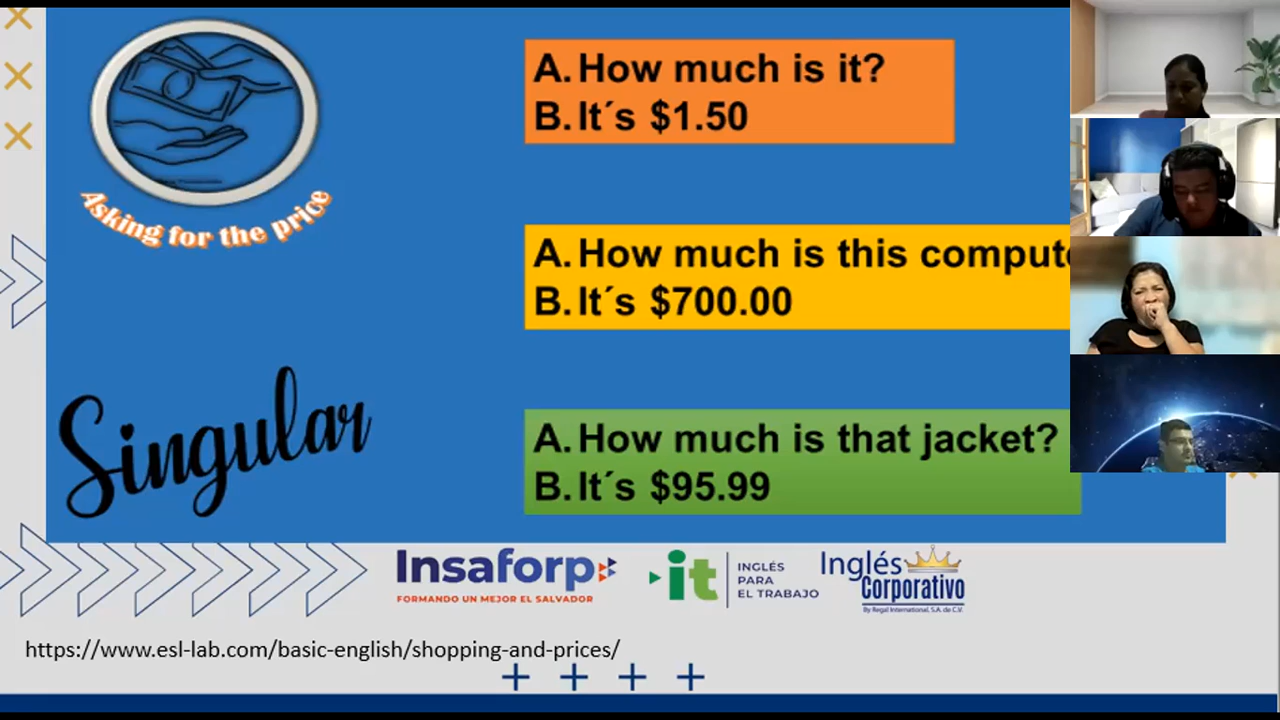 Asking for the price
Singular
A. How much is it?
B. It´s $1.50
A. How much is this
B. It´s $700.00
A. How much is that jacket?
B. It´s $95.99
Insaforp
FORMANDO UN MEJOR EL SALVADOR
it
INGLÉS
PARA
EL TRABAJO
Inglés
Corporativo
By Regal International, S.A. de C.V.
https://www.esl-lab.com/basic-english/shopping-and-prices/